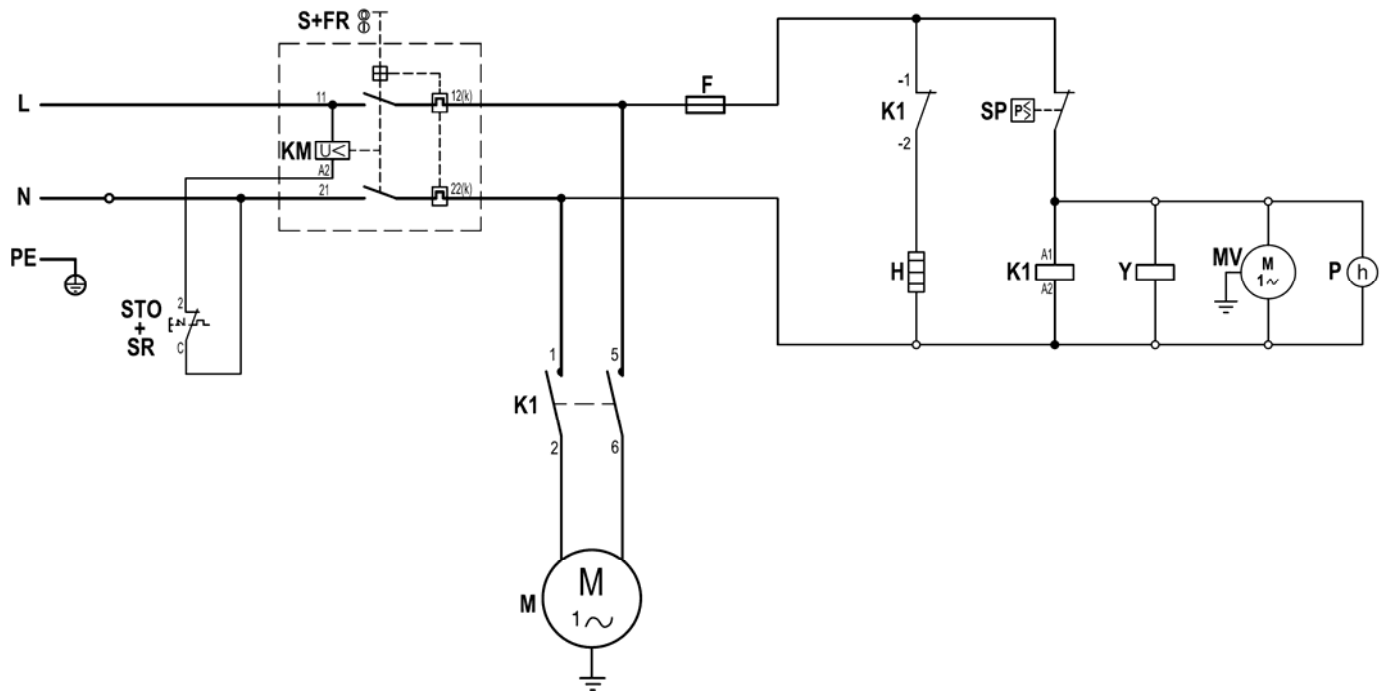 S+FR
L
11
12(k)
F
-1
K1
-2
SP
P
KM
U<
A2
N
21
22(k)
PE
STO
+
SR
2
C
H
K1
A1
A2
Y
MV
M
1~
P
h
K1
1
5
2
6
M
M
1~